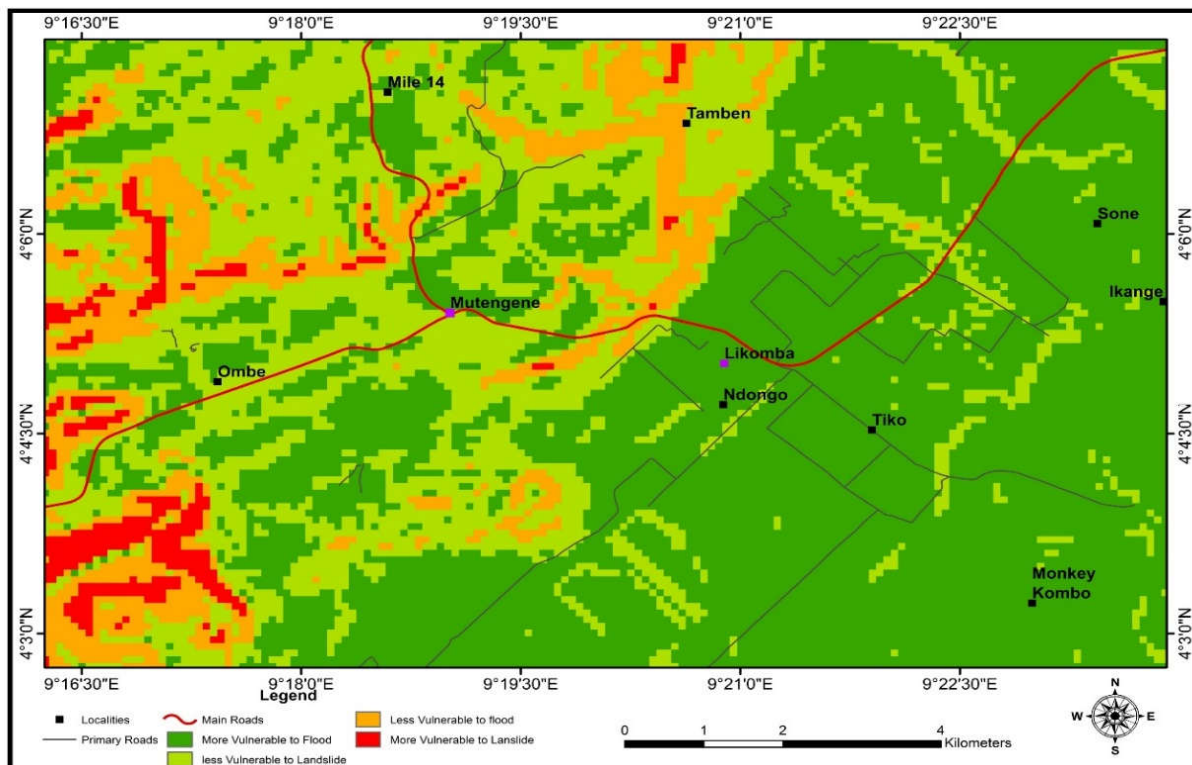 9°16'30"E 9°18'0"E 9°19'30"E 9°21'0"E 9°22'30"E
Mile 14
Tamben
Sone
4°6'0"N 4°6'0"N
Ikange
Mutengene
Likomba
Ombe
Ndongo
Tiko
4°4'30"N 4°4'30"N
Monkey
Kombo
4°3'0"N 4°3'0"N
9°16'30"E 9°18'0"E 9°19'30"E 9°21'0"E 9°22'30"E
Legend
Localities Main Roads Less Vulnerable to flood
Primary Roads More Vulnerable to Flood More Vulnerable to Lanslide
less Vulnerable to Landslide
0 1 2 4
Kilometers
N
W E
S